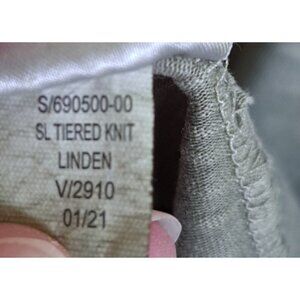 S/690500-00
SL TIERED KNIT
LINDEN
V/2910
01/21